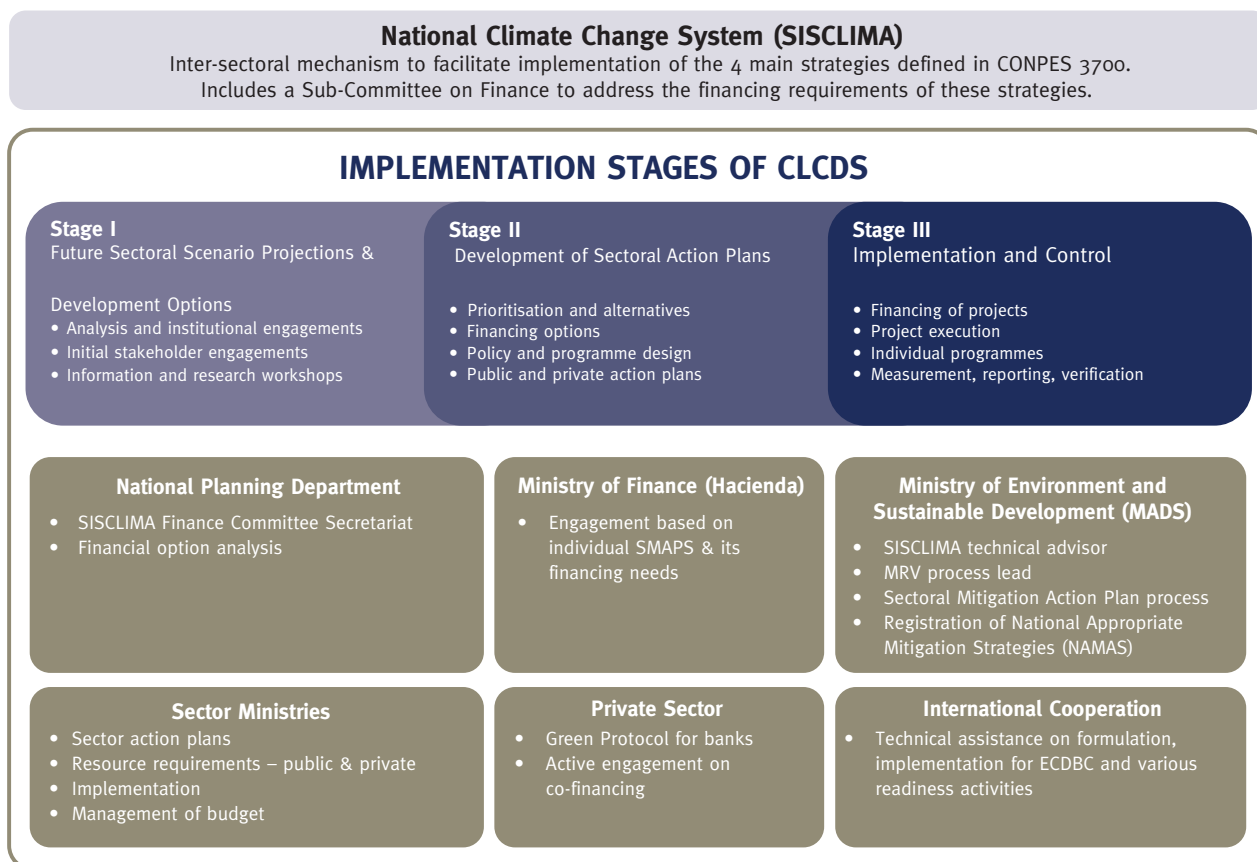 National Climate Change System (SISCLIMA)
Inter-sectoral mechanism to facilitate implementation of the 4 main strategies defined in CONPES 3700.
Includes a Sub-Committee on Finance to address the financing requirements of these strategies.
IMPLEMENTATION STAGES OF CLCDS
Stage I
Future Sectoral Scenario Projections &
Development Options
• Analysis and institutional engagements
• Initial stakeholder engagements
• Information and research workshops
Stage II
Development of Sectoral Action Plans
• Prioritisation and alternatives
• Financing options
• Policy and programme design
• Public and private action plans
Stage III
Implementation and Control
• Financing of projects
• Project execution
• Individual programmes
• Measurement, reporting, verification
National Planning Department
• SISCLIMA Finance Committee Secretariat
• Financial option analysis
Ministry of Finance (Hacienda)
• Engagement based on
individual SMAPS & its
financing needs
Ministry of Environment and
Sustainable Development (MADS)
• SISCLIMA technical advisor
• MRV process lead
• Sectoral Mitigation Action Plan process
• Registration of National Appropriate
Mitigation Strategies (NAMAS)
Sector Ministries
• Sector action plans
• Resource requirements – public & private
• Implementation
• Management of budget
Private Sector
• Green Protocol for banks
• Active engagement on
co-financing
International Cooperation
• Technical assistance on formulation,
implementation for ECDBC and various
readiness activities